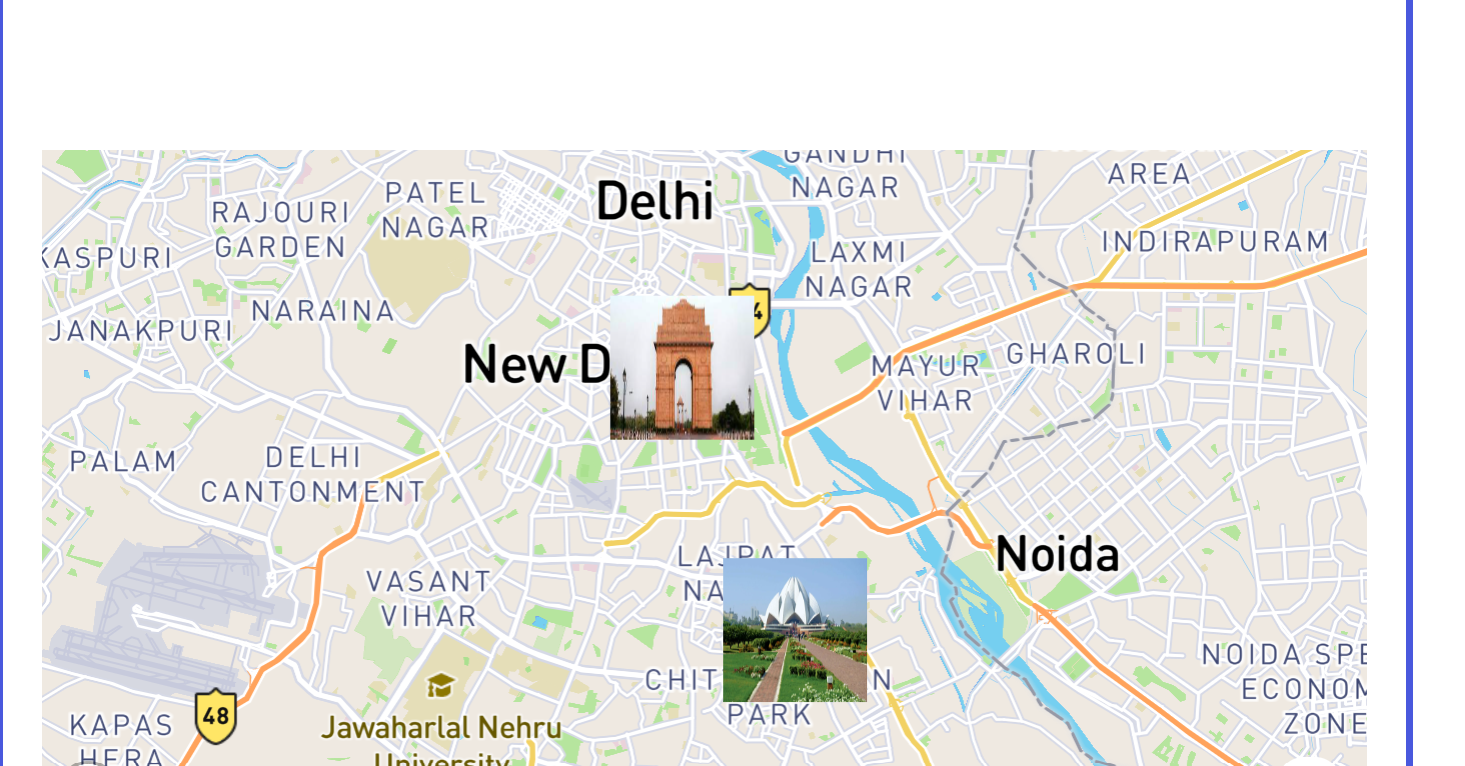 GANDHI
NAGAR
AREA
PATEL
NAGAR
Delhi
RAJOURI
GARDEN
KASPURI
LAXMI
NAGAR
INDIRAPURAM
NARAINA
JANAKPURI
4
New D
MAYUR
VIHAR
GHAROLI
PALAM
DELHI
CANTONMENT
Noida
LAJPAT
NA
VASANT
VIHAR
CHIT
N
PARK
NOIDA SPE
ECONOM
ZONE
48
KAPAS
HERA
Jawaharlal Nehru
University